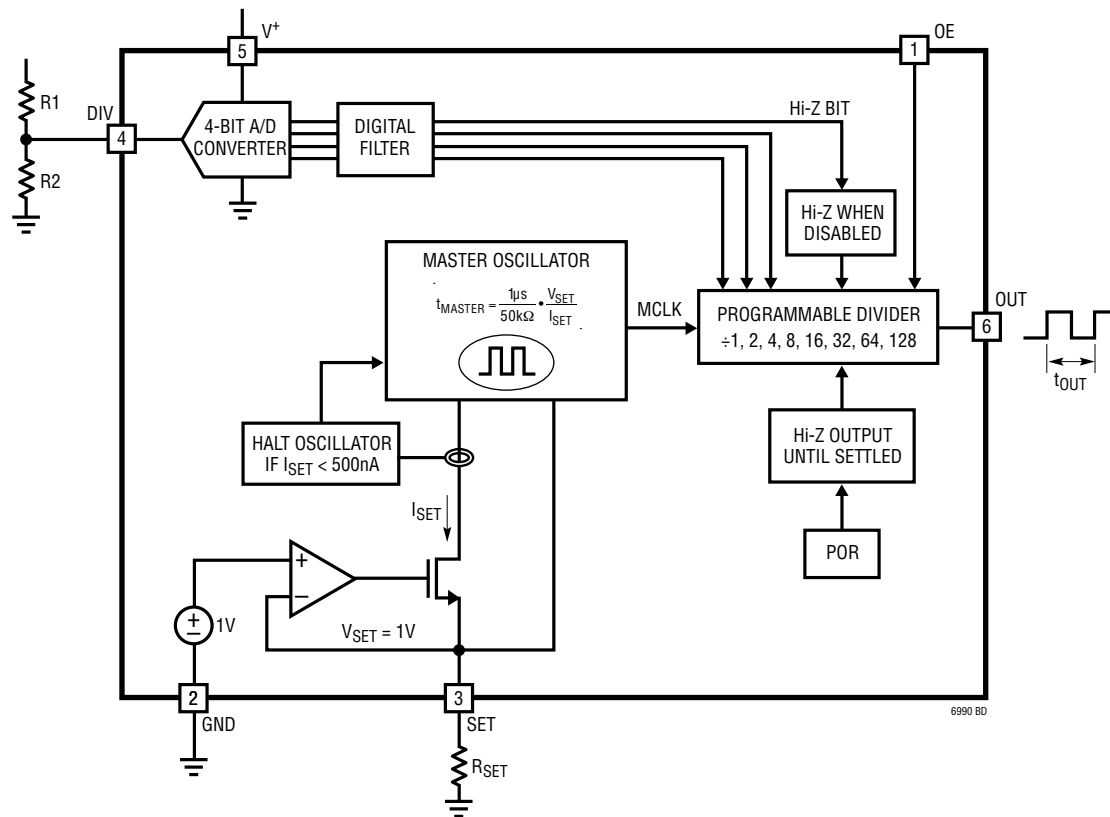 V+
5
OE
1
R1
DIV
4
R2
4-BIT A/D
CONVERTER
DIGITAL
FILTER
Hi-Z BIT
Hi-Z WHEN
DISABLED
MASTER OSCILLATOR
tMASTER = 1µs/50kΩ • VSET/ISET
MCLK
PROGRAMMABLE DIVIDER
÷1, 2, 4, 8, 16, 32, 64, 128
OUT
6
tOUT
HALT OSCILLATOR
IF ISET < 500nA
Hi-Z OUTPUT
UNTIL SETTLED
ISET
POR
+
–
+
–
1V
VSET = 1V
2
GND
3
SET
RSET
6990 BD